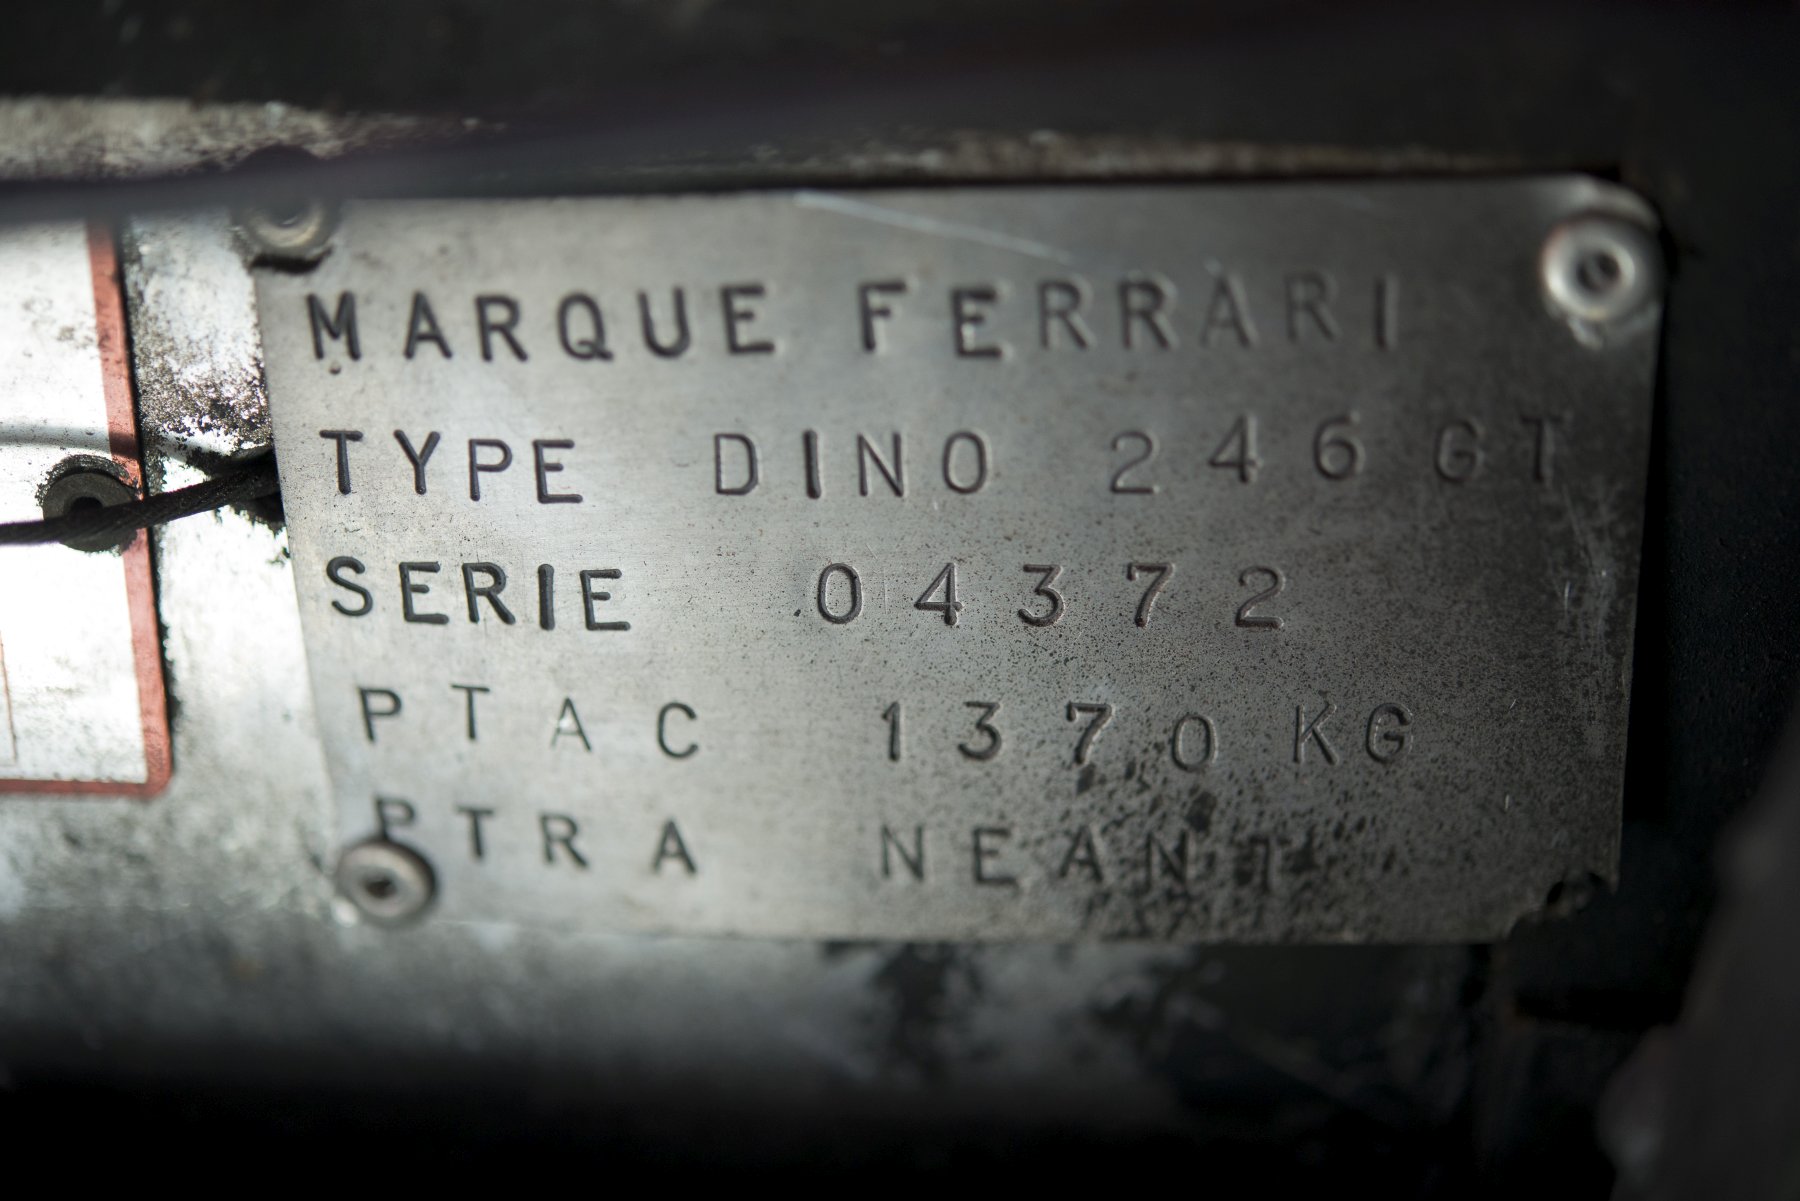 MARQUE FERRARI
TYPE DINO 246 GT
SERIE 04372
PTAC 1370 KG
PTRA NEANT